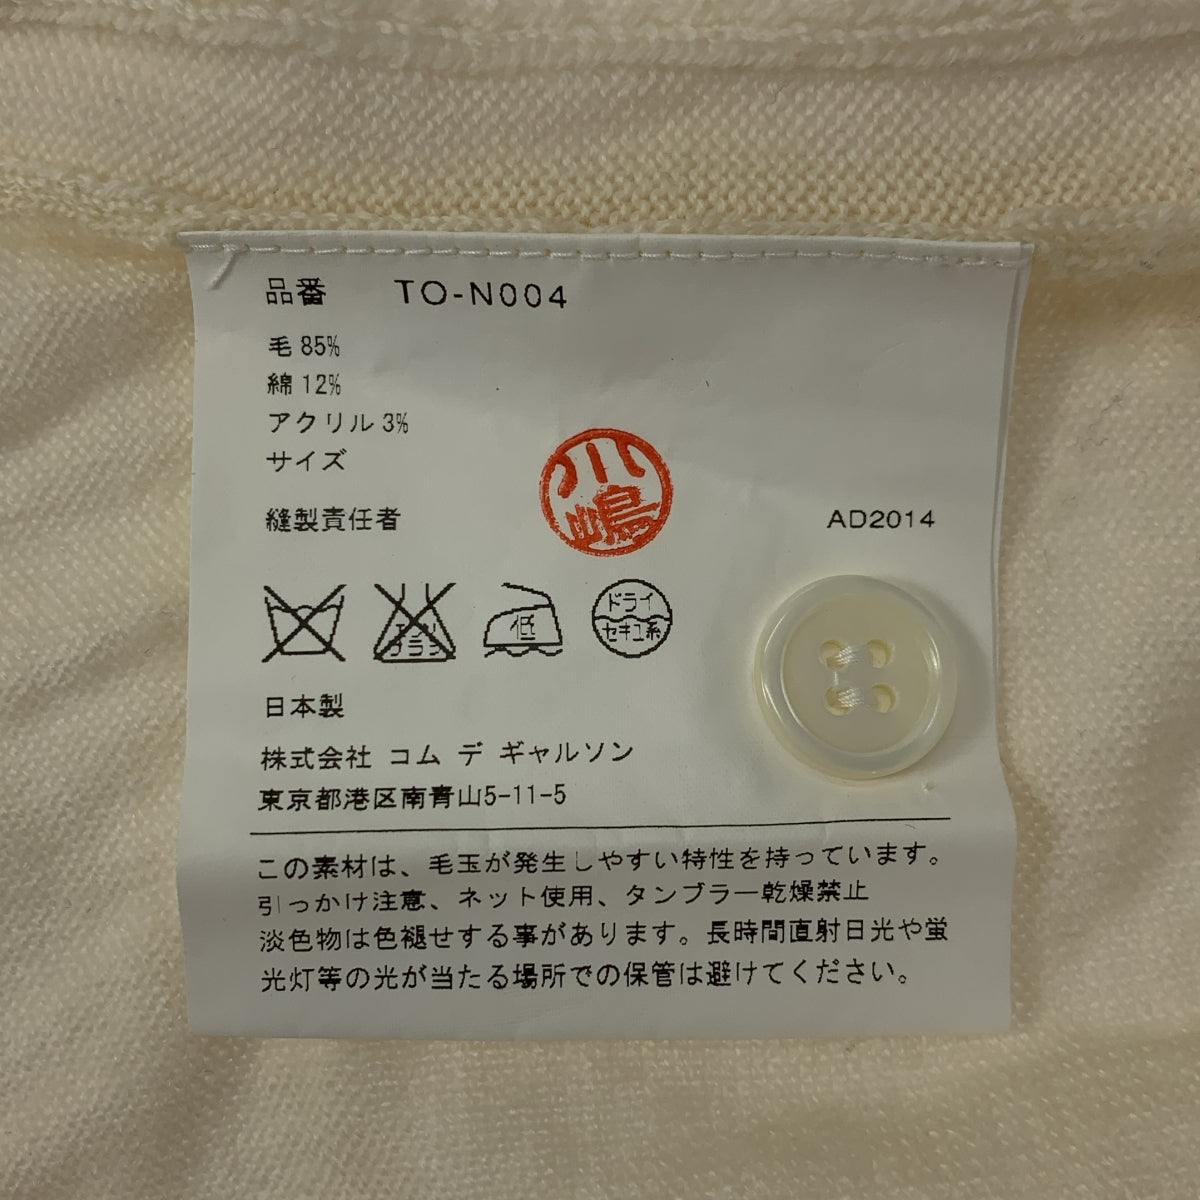 品番 TO-N004
毛 85%
綿 12%
アクリル 3%
サイズ
縫製責任者
小嶋
AD2014
エンソ
フラシ
低
ドライ
セキユ系
日本製
株式会社 コム デ ギャルソン
東京都港区南青山5-11-5
この素材は、毛玉が発生しやすい特性を持っています。
引っかけ注意、ネット使用、タンブラー乾燥禁止
淡色物は色褪せする事があります。長時間直射日光や蛍
光灯等の光が当たる場所での保管は避けてください。